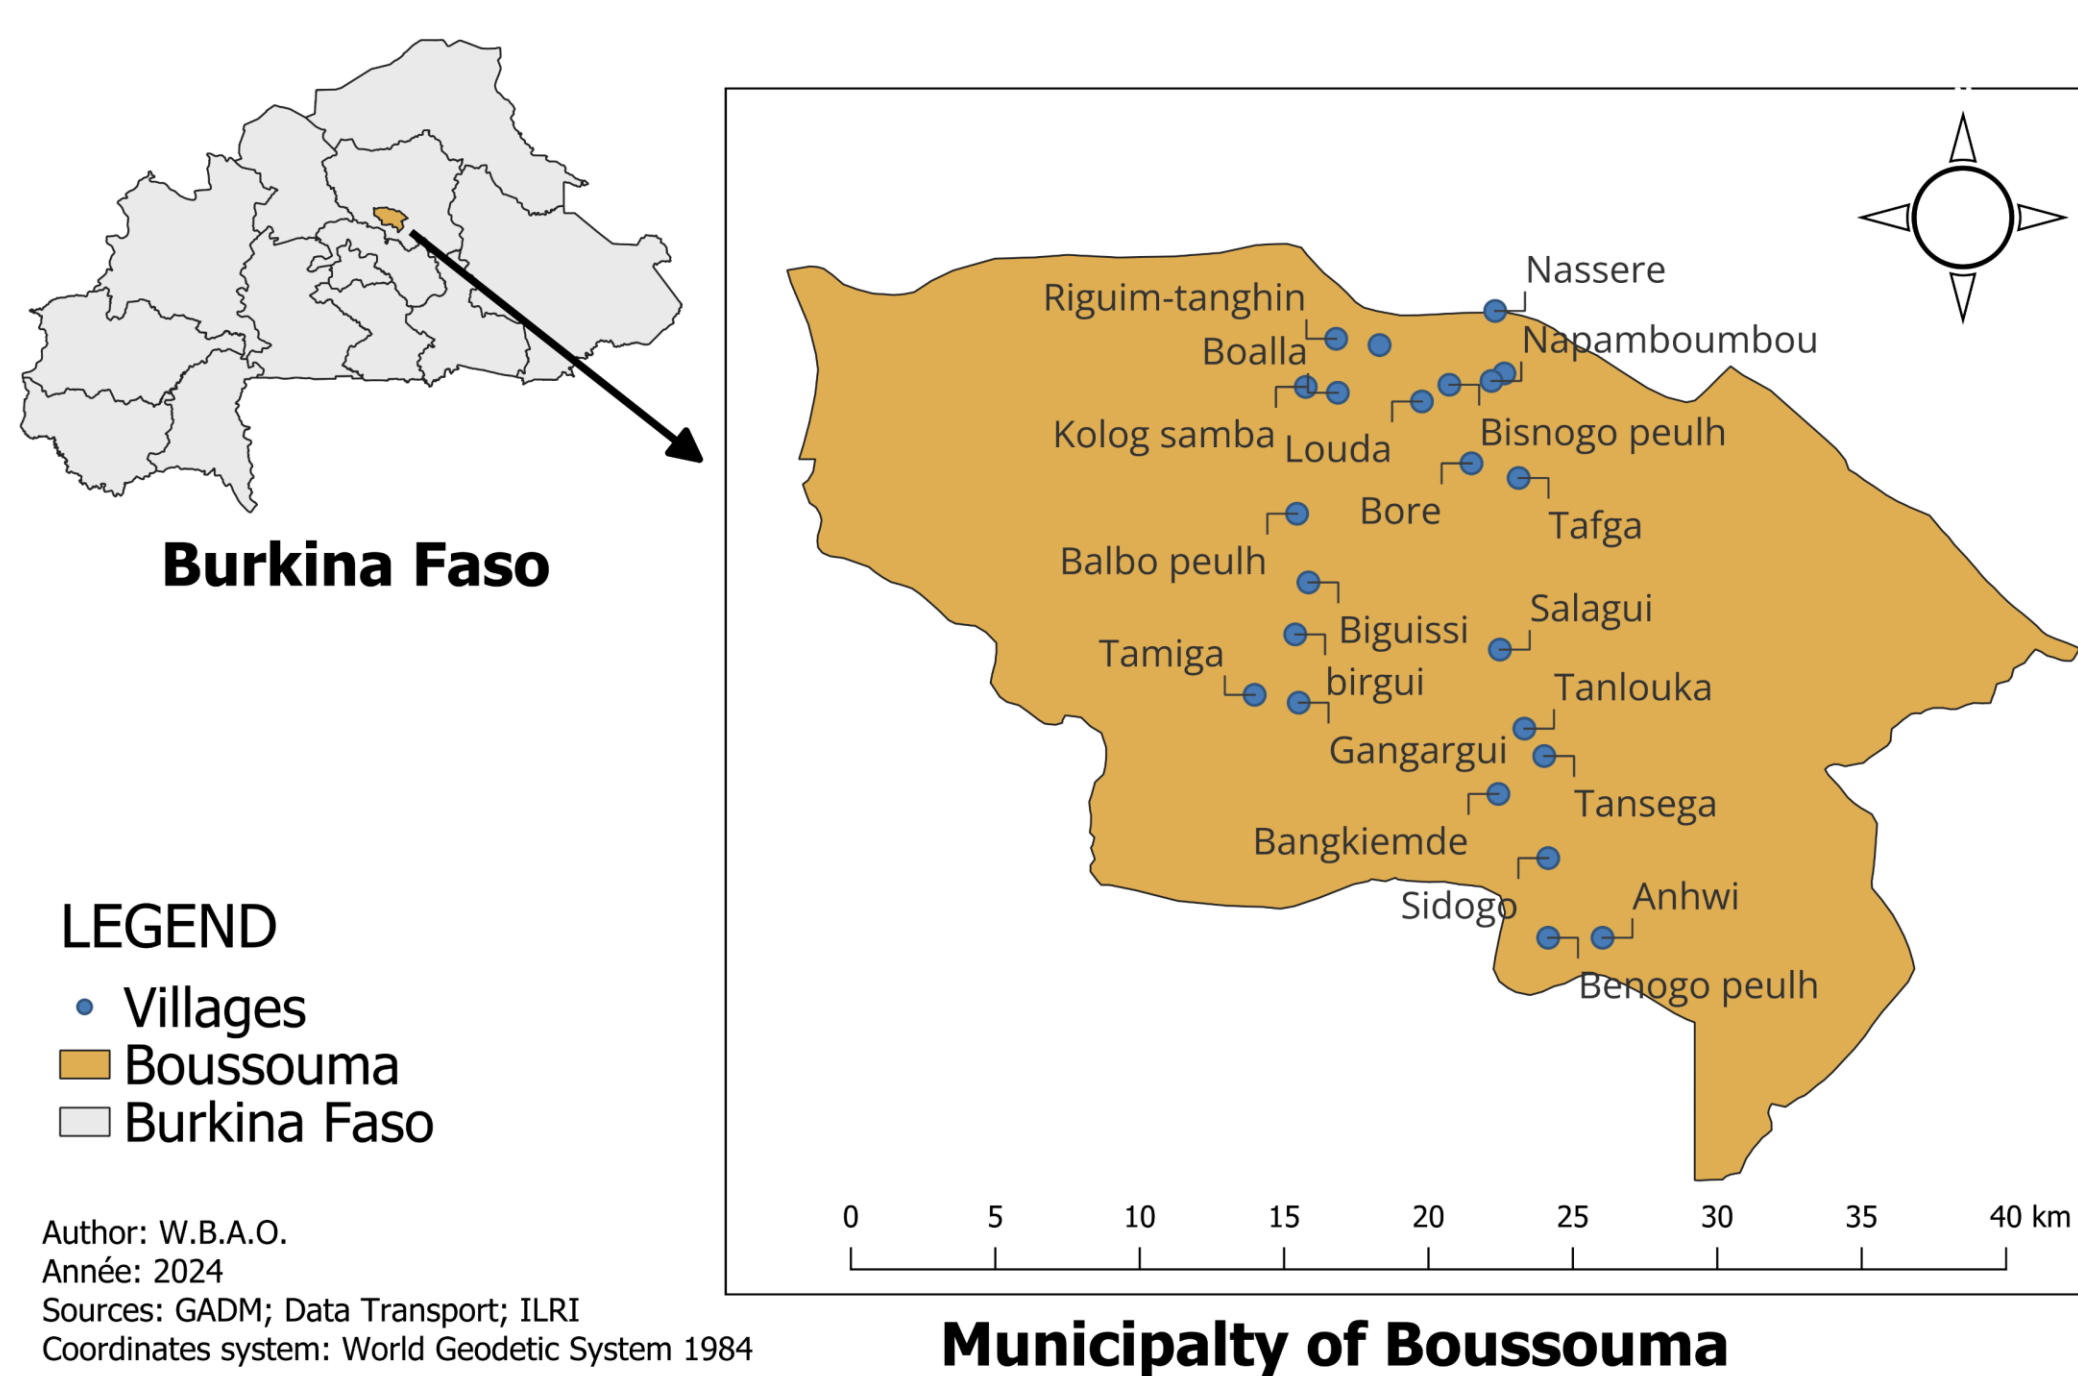 Burkina Faso
Nassere
Riguim-tanghin
Napamboumbou
Boalla
Kolog samba
Louda
Bisnogo peulh
Bore
Tafga
Balbo peulh
Biguissi
Salagui
Tamiga
birgui
Tanlouka
Gangargui
Tansega
Bangkiemde
Sidogo
Anhwi
Benogo peulh
0 5 10 15 20 25 30 35 40 km
LEGEND
Villages
Boussouma
Burkina Faso
Author: W.B.A.O.
Année: 2024
Sources: GADM; Data Transport; ILRI
Coordinates system: World Geodetic System 1984
Municipalty of Boussouma